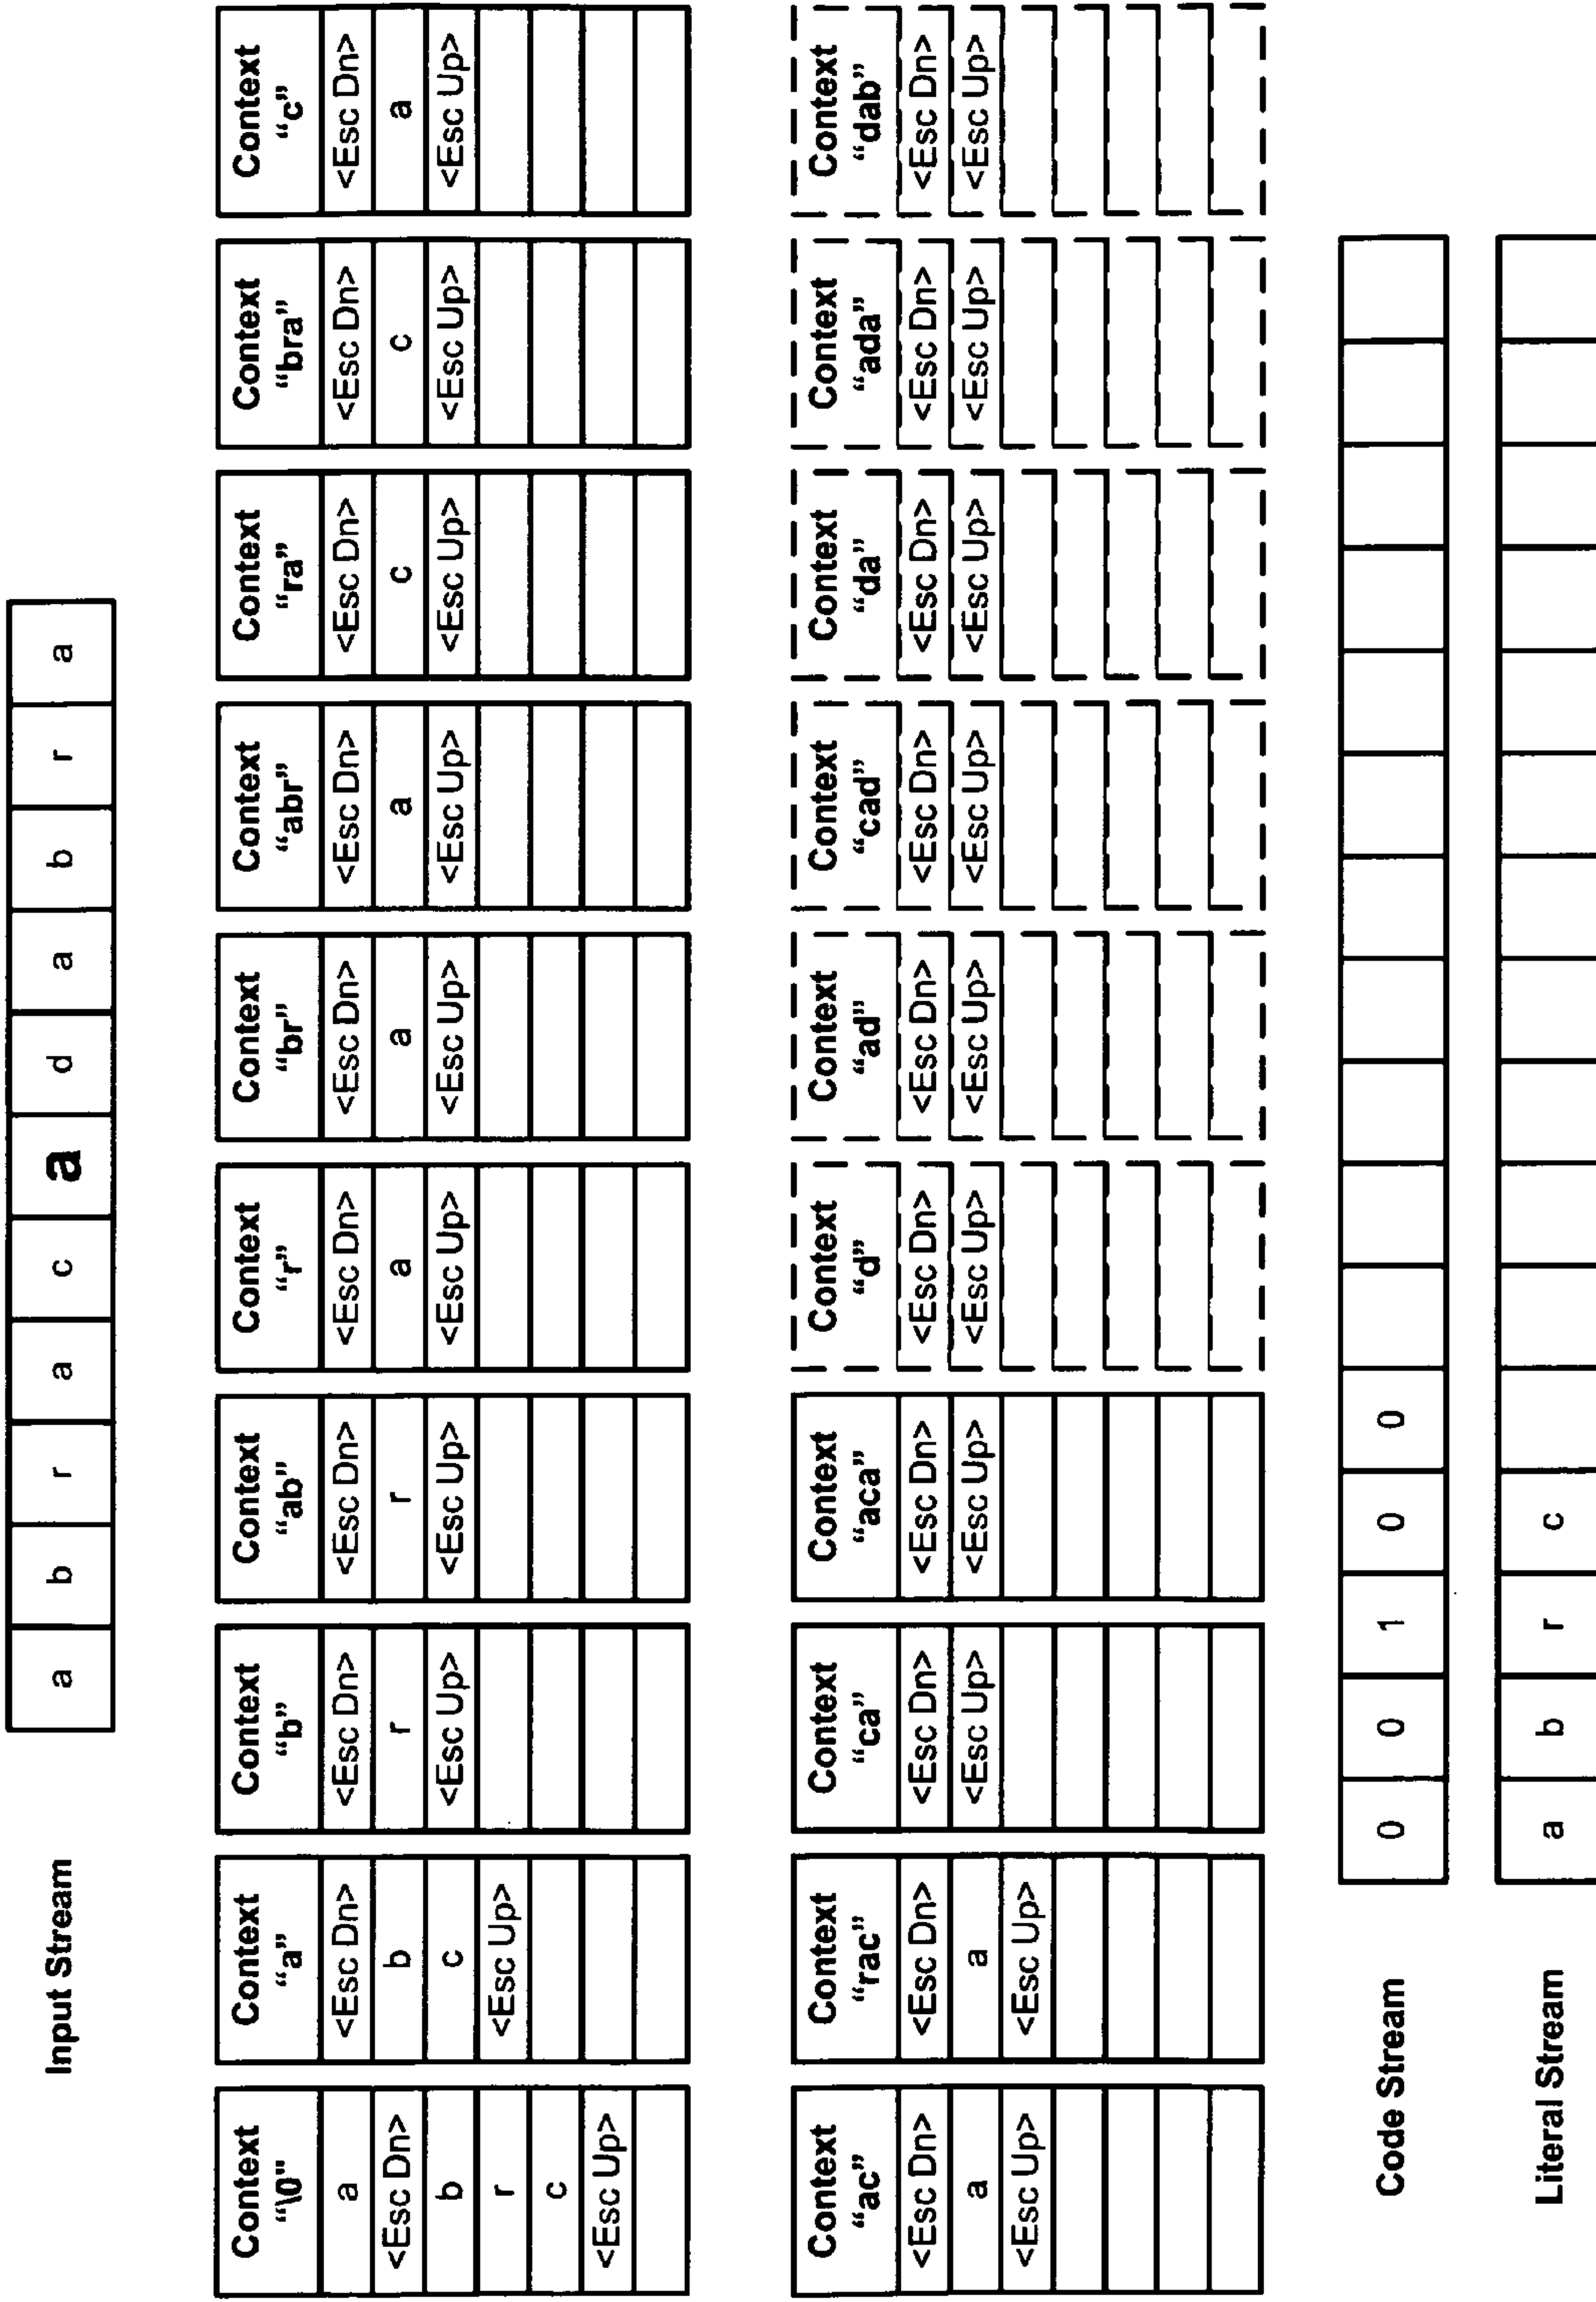 Input Stream a b r a c a d a b r a
Context "\0" a <Esc Dn> b r c <Esc Up>
Context "a" <Esc Dn> b c <Esc Up>
Context "b" <Esc Dn> r <Esc Up>
Context "ab" <Esc Dn> r <Esc Up>
Context "r" <Esc Dn> a <Esc Up>
Context "br" <Esc Dn> a <Esc Up>
Context "abr" <Esc Dn> a <Esc Up>
Context "ra" <Esc Dn> c <Esc Up>
Context "bra" <Esc Dn> c <Esc Up>
Context "c" <Esc Dn> a <Esc Up>
Context "ac" <Esc Dn> a <Esc Up>
Context "rac" <Esc Dn> a <Esc Up>
Context "ca" <Esc Dn> <Esc Up>
Context "aca" <Esc Dn> <Esc Up>
Context "d" <Esc Dn> <Esc Up>
Context "ad" <Esc Dn> <Esc Up>
Context "cad" <Esc Dn> <Esc Up>
Context "da" <Esc Dn> <Esc Up>
Context "ada" <Esc Dn> <Esc Up>
Context "dab" <Esc Dn> <Esc Up>
Code Stream 0 0 1 0 0
Literal Stream a b r c